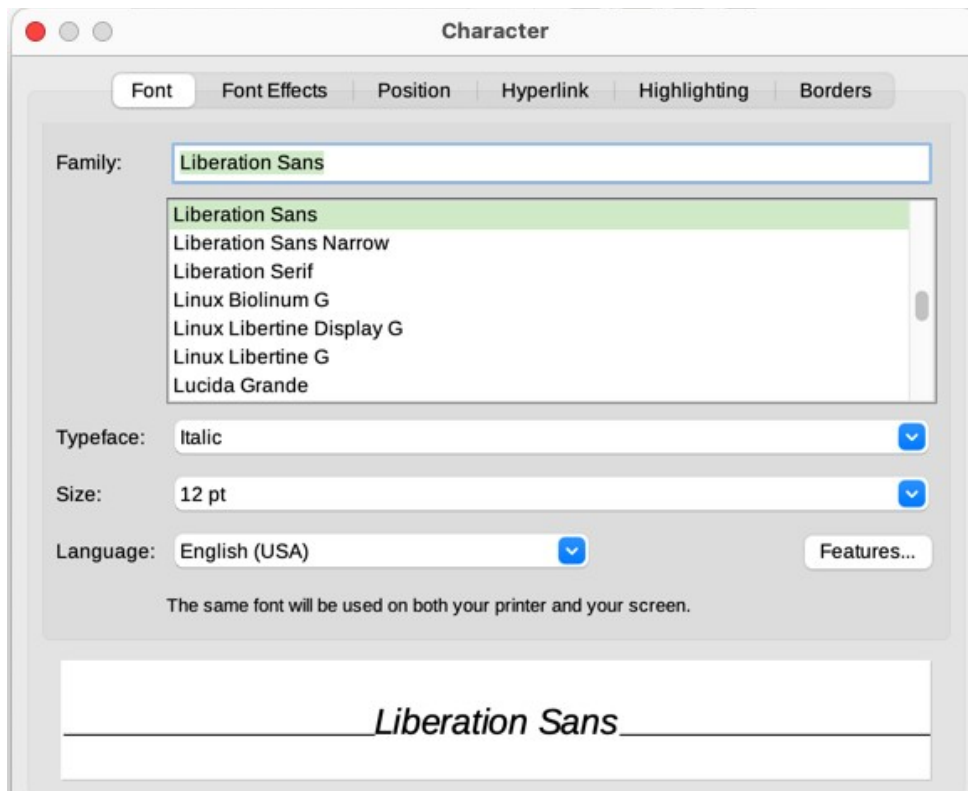 Character
Font Font Effects Position Hyperlink Highlighting Borders
Family: Liberation Sans
Liberation Sans
Liberation Sans Narrow
Liberation Serif
Linux Biolinum G
Linux Libertine Display G
Linux Libertine G
Lucida Grande
Typeface: Italic
Size: 12 pt
Language: English (USA) Features...
The same font will be used on both your printer and your screen.
Liberation Sans